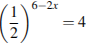 (1/2)^{6−2x} = 4